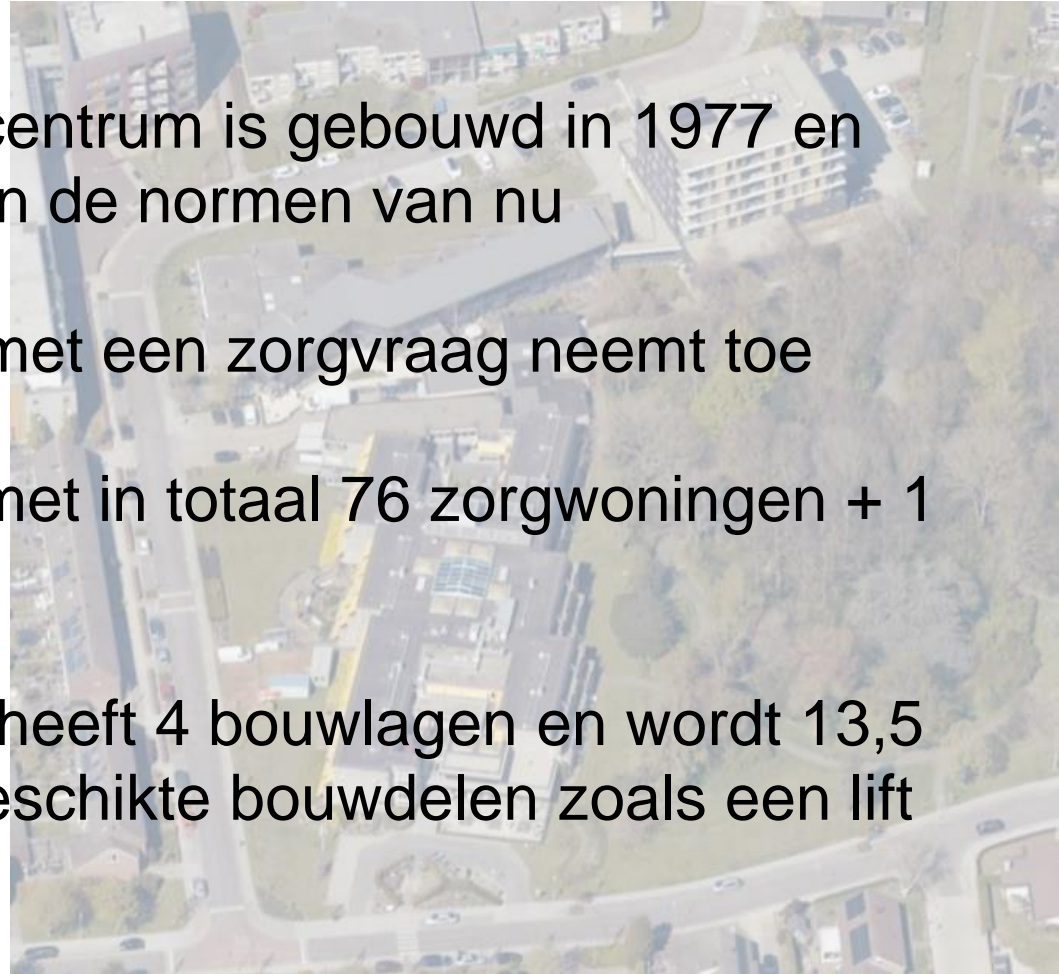 centrum is gebouwd in 1977 en
n de normen van nu
met een zorgvraag neemt toe
met in totaal 76 zorgwoningen + 1
heeft 4 bouwlagen en wordt 13,5
eschikte bouwdelen zoals een lift